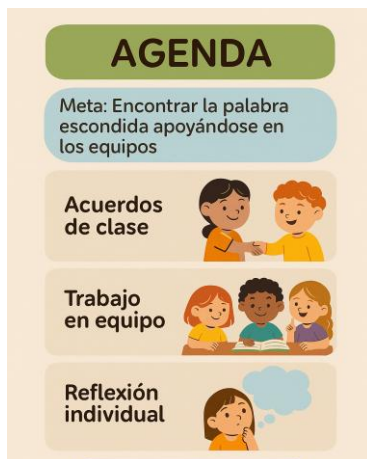 AGENDA
Meta: Encontrar la palabra
escondida apoyándose en
los equipos
Acuerdos
de clase
Trabajo
en equipo
Reflexión
individual